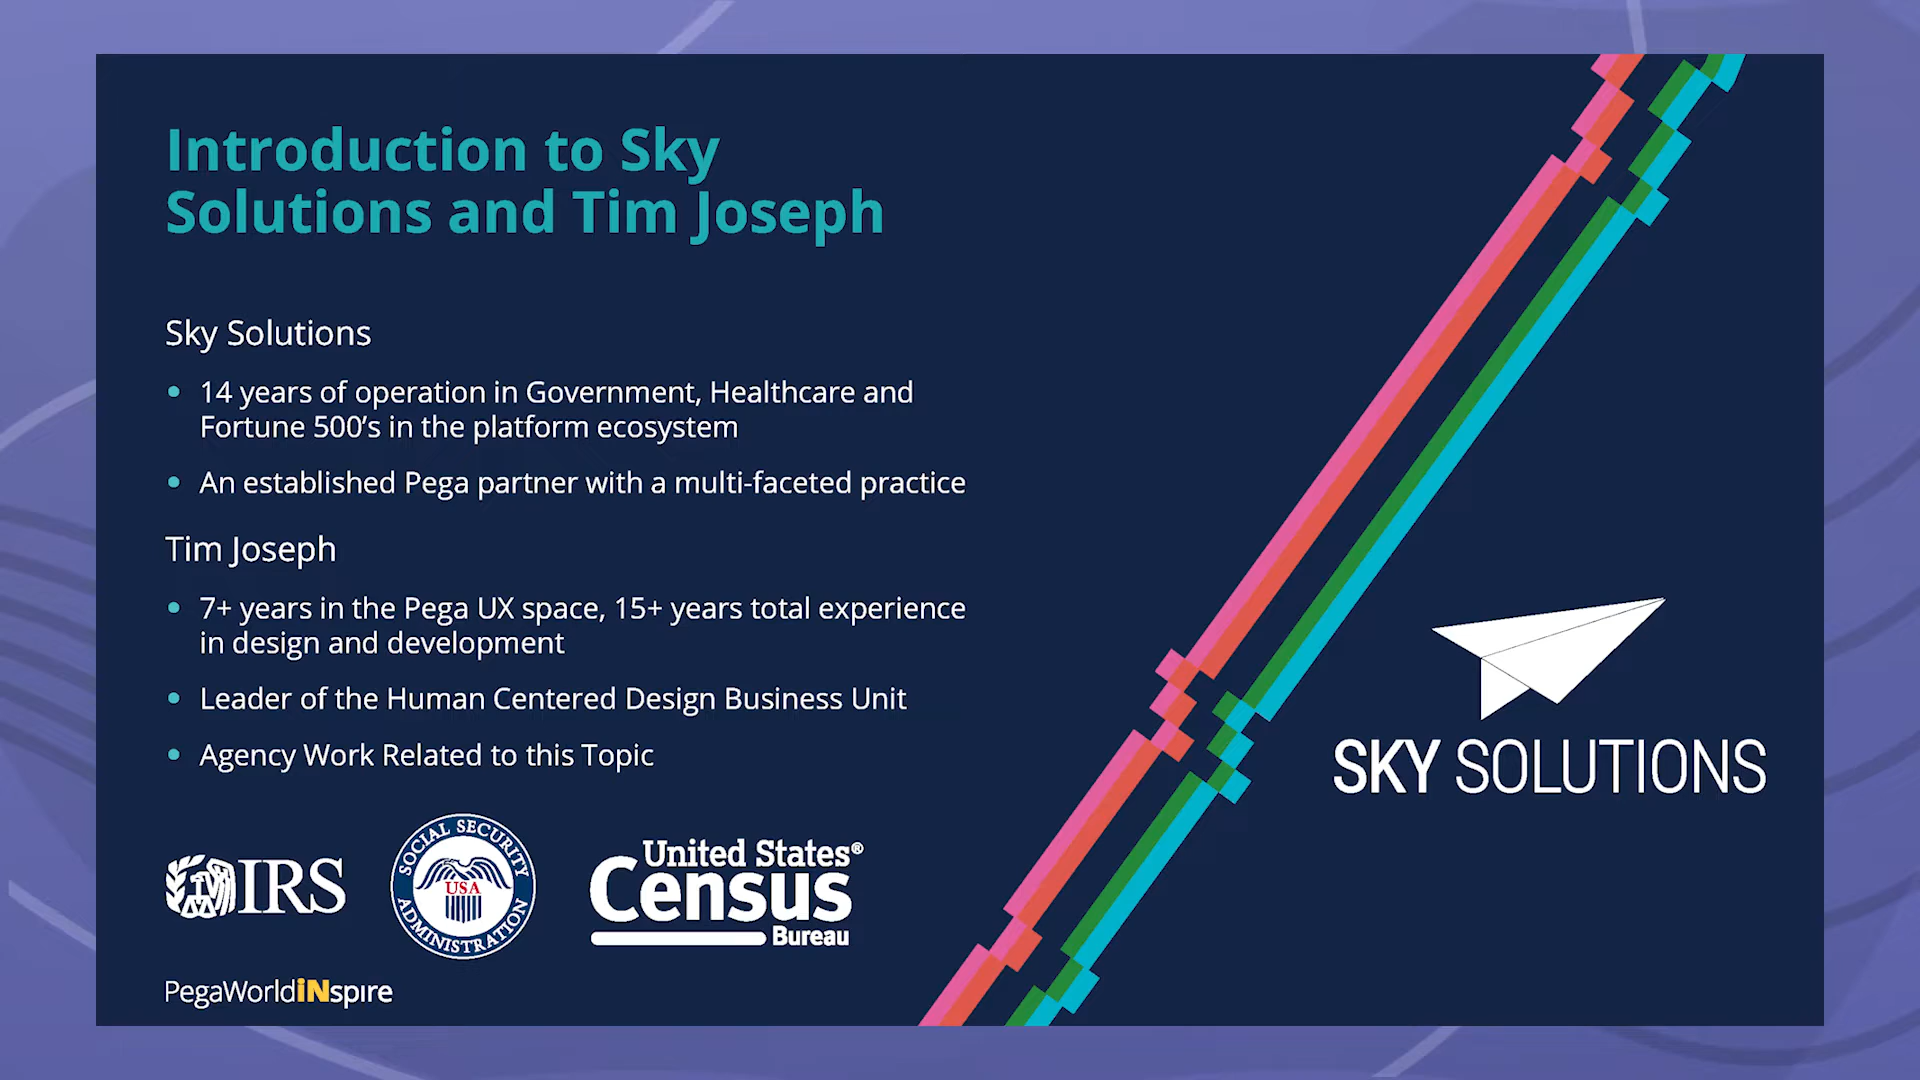 Introduction to Sky
Solutions and Tim Joseph
Sky Solutions
• 14 years of operation in Government, Healthcare and
Fortune 500’s in the platform ecosystem
• An established Pega partner with a multi-faceted practice
Tim Joseph
• 7+ years in the Pega UX space, 15+ years total experience
in design and development
• Leader of the Human Centered Design Business Unit
• Agency Work Related to this Topic
IRS
SOCIAL SECURITY
USA
ADMINISTRATION
United States®
Census
Bureau
PegaWorld iNspire
SKY SOLUTIONS